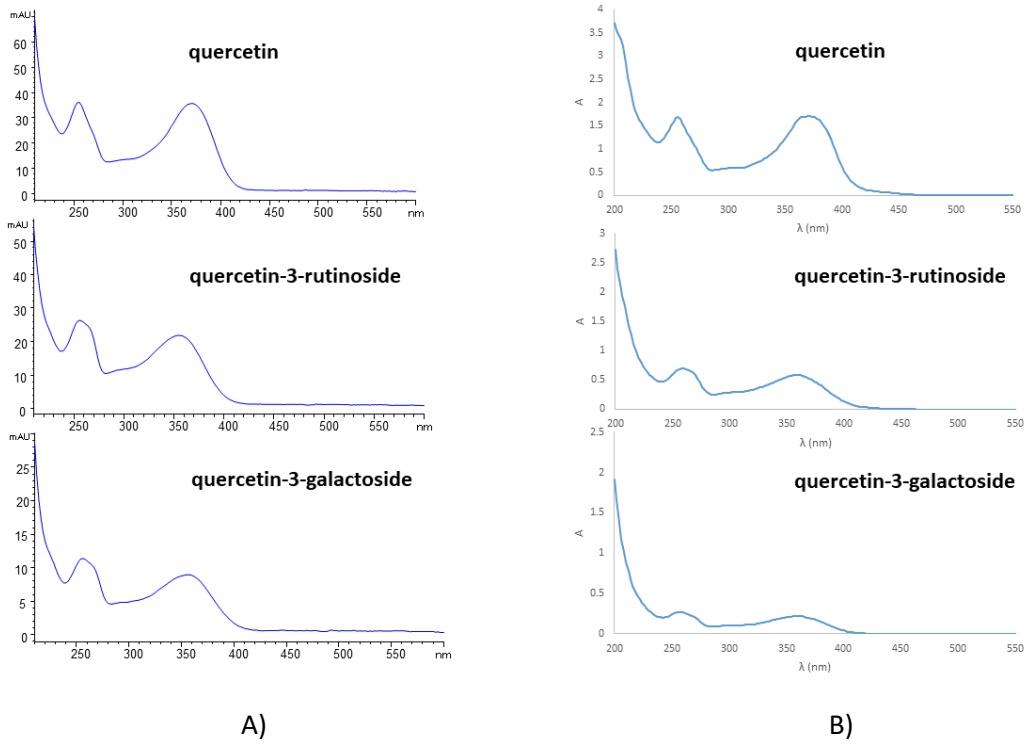 mAU
60
50
40
30
20
10
0
quercetin
250 300 350 400 450 500 550 nm
mAU
50
40
30
20
10
0
quercetin-3-rutinoside
250 300 350 400 450 500 550 nm
mAU
25
20
15
10
5
0
quercetin-3-galactoside
250 300 350 400 450 500 550 nm
A)
4
3.5
3
2.5
2
1.5
1
0.5
0
A
quercetin
200 250 300 350 400 450 500 550
λ (nm)
3
2.5
2
1.5
1
0.5
0
A
quercetin-3-rutinoside
200 250 300 350 400 450 500 550
λ (nm)
2.5
2
1.5
1
0.5
0
A
quercetin-3-galactoside
200 250 300 350 400 450 500 550
λ (nm)
B)